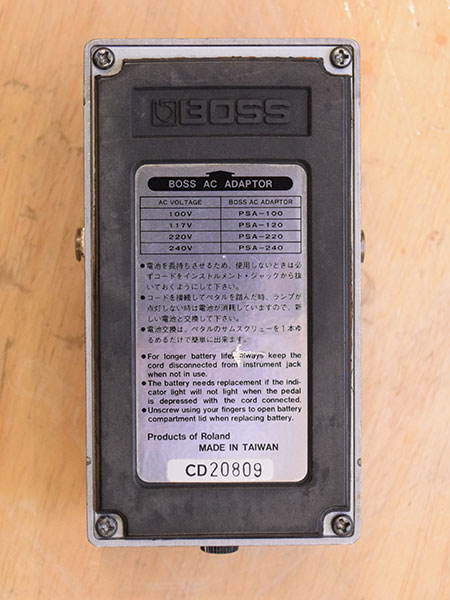 BOSS
BOSS AC ADAPTOR
AC VOLTAGE BOSS AC ADAPTOR
100V PSA-100
117V PSA-120
220V PSA-220
240V PSA-240
●電池を長持ちさせるため、使用しないときは必
ずコードをインストルメント・ジャックから抜
いておくようにして下さい。
●コードを接続してペタルを踏んだ時、ランプが
点灯しない時は電池が消耗していますので、新
しい電池と交換して下さい。
●電池交換は、ペタルのサムスクリューを1本ゆ
るめるだけで簡単に出来ます。
●For longer battery life, always keep the
cord disconnected from instrument jack
when not in use.
●The battery needs replacement if the indi-
cator light will not light when the pedal
is depressed with the cord connected.
●Unscrew using your fingers to open battery
compartment lid when replacing battery.
Products of Roland
MADE IN TAIWAN
CD20809